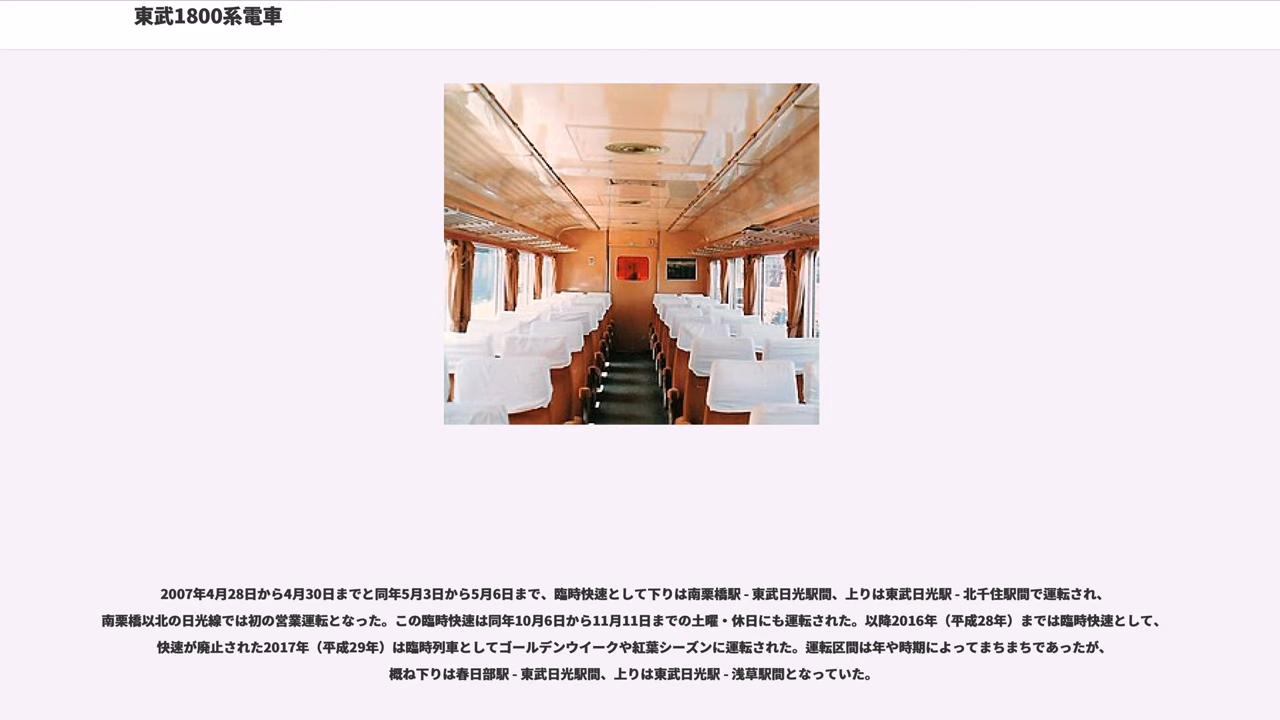 東武1800系電車
2007年4月28日から4月30日までと同年5月3日から5月6日まで、臨時快速として下りは南栗橋駅 - 東武日光駅間、上りは東武日光駅 - 北千住駅間で運転され、
南栗橋以北の日光線では初の営業運転となった。この臨時快速は同年10月6日から11月11日までの土曜・休日にも運転された。以降2016年（平成28年）までは臨時快速として、
快速が廃止された2017年（平成29年）は臨時列車としてゴールデンウイークや紅葉シーズンに運転された。運転区間は年や時期によってまちまちであったが、
概ね下りは春日部駅 - 東武日光駅間、上りは東武日光駅 - 浅草駅間となっていた。